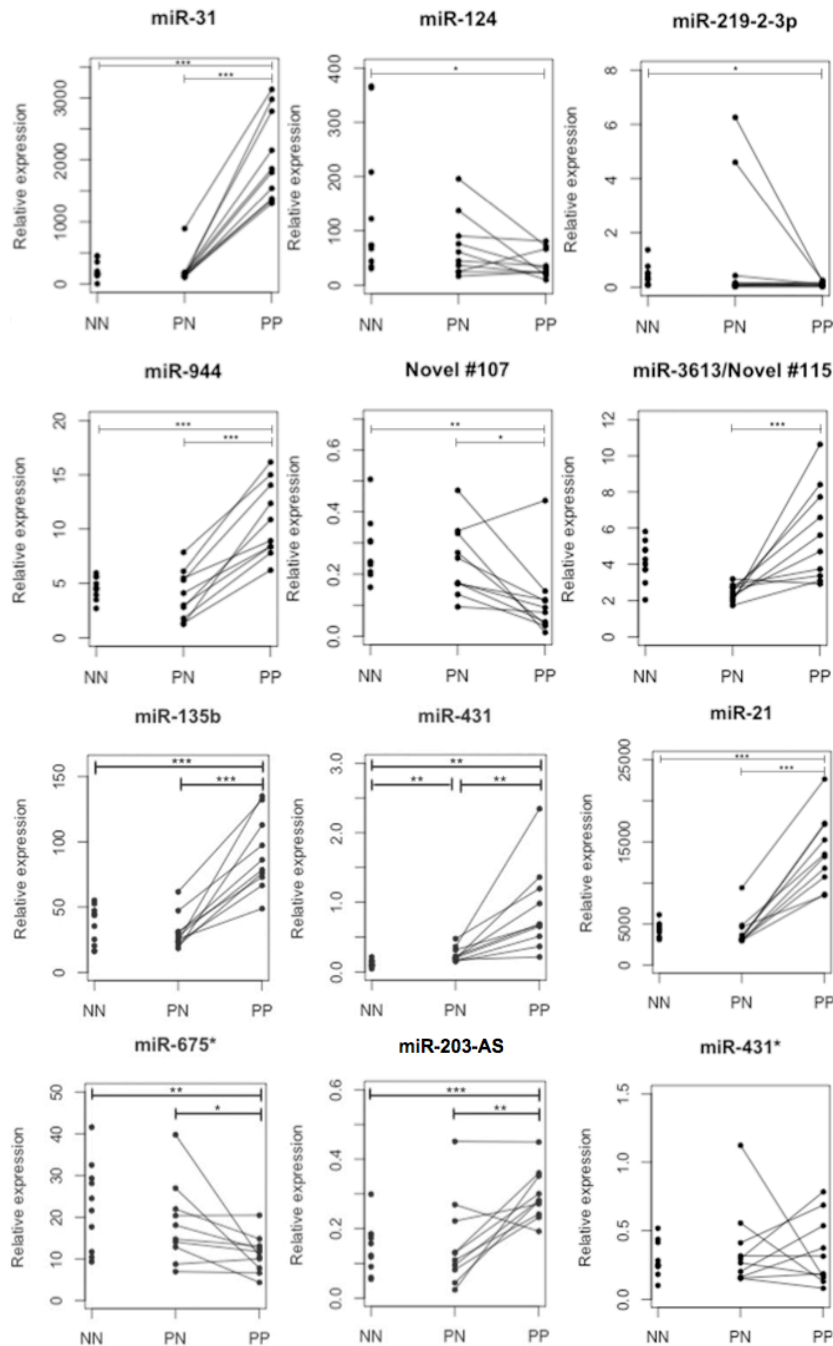 miR-31
miR-124
miR-219-2-3p
Relative expression
0
1000
2000
3000
***
***
NN
PN
PP
Relative expression
0
100
200
300
400
*
NN
PN
PP
Relative expression
0
2
4
6
8
*
NN
PN
PP
miR-944
Novel #107
miR-3613/Novel #115
Relative expression
0
5
10
15
20
***
***
NN
PN
PP
Relative expression
0.0
0.2
0.4
0.6
**
*
NN
PN
PP
Relative expression
0
2
4
6
8
10
12
***
NN
PN
PP
miR-135b
miR-431
miR-21
Relative expression
0
50
100
150
***
***
NN
PN
PP
Relative expression
0.0
1.0
2.0
3.0
**
**
**
NN
PN
PP
Relative expression
0
5000
15000
25000
***
***
NN
PN
PP
miR-675*
miR-203-AS
miR-431*
Relative expression
0
10
20
30
40
50
**
*
NN
PN
PP
Relative expression
0.0
0.2
0.4
0.6
***
**
NN
PN
PP
Relative expression
0.0
0.5
1.0
1.5
NN
PN
PP